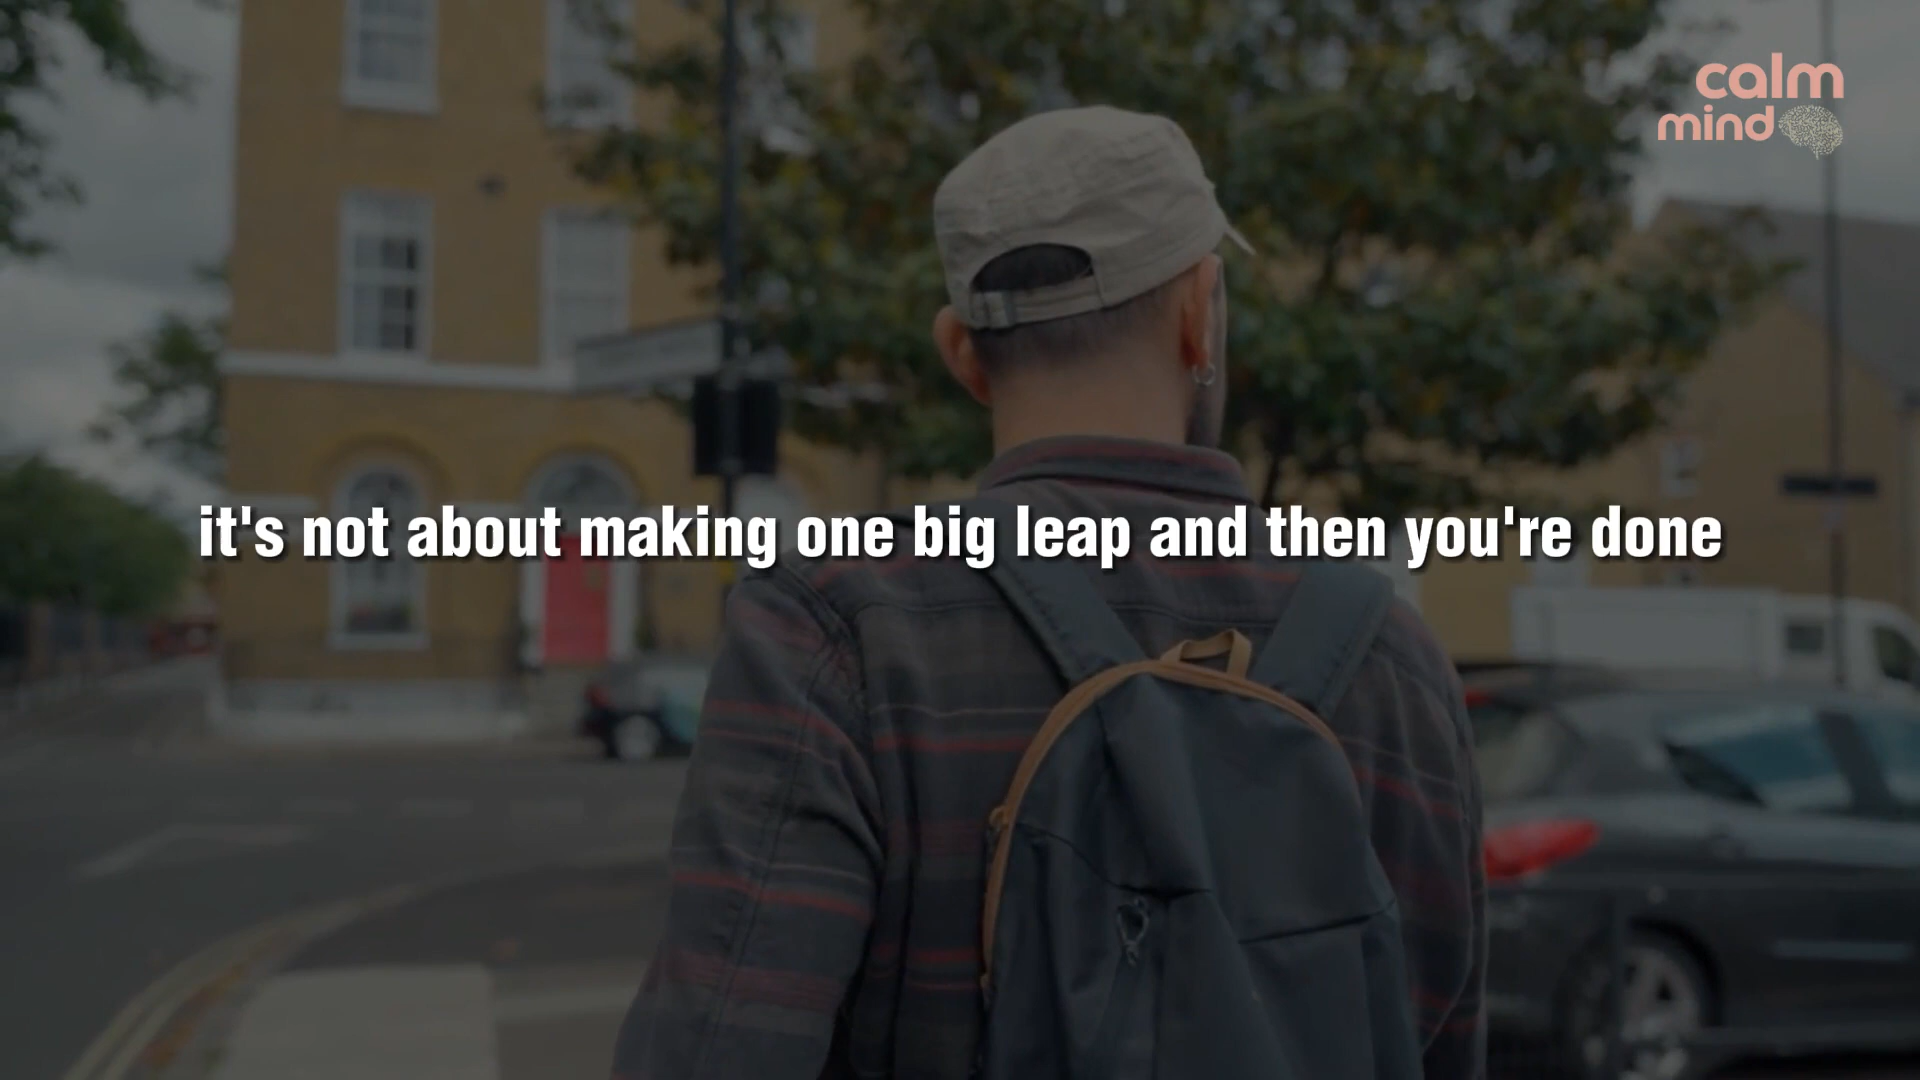 calm
mind
it's not about making one big leap and then you're done